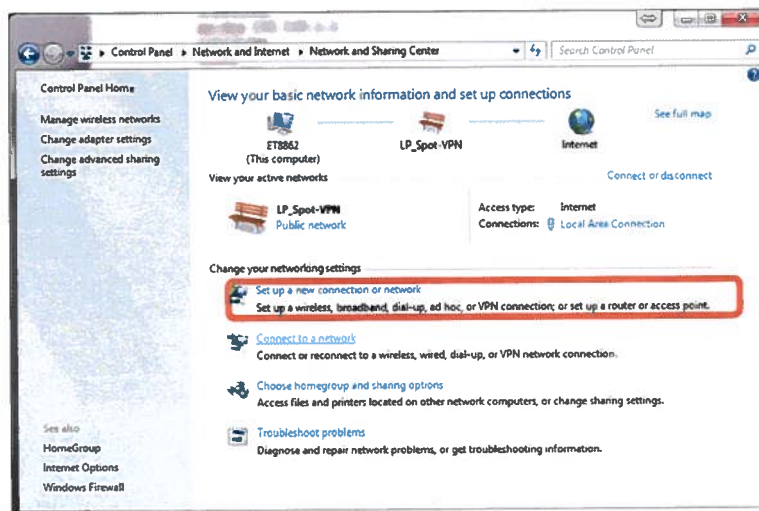 Control Panel ▸ Network and Internet ▸ Network and Sharing Center
Search Control Panel
Control Panel Home
Manage wireless networks
Change adapter settings
Change advanced sharing
settings
View your basic network information and set up connections
See full map
ET8862
(This computer)
LP_Spot-VPN
Internet
View your active networks
Connect or disconnect
LP_Spot-VPN
Public network
Access type: Internet
Connections: Local Area Connection
Change your networking settings
Set up a new connection or network
Set up a wireless, broadband, dial-up, ad hoc, or VPN connection; or set up a router or access point.
Connect to a network
Connect or reconnect to a wireless, wired, dial-up, or VPN network connection.
Choose homegroup and sharing options
Access files and printers located on other network computers, or change sharing settings.
Troubleshoot problems
Diagnose and repair network problems, or get troubleshooting information.
See also
HomeGroup
Internet Options
Windows Firewall